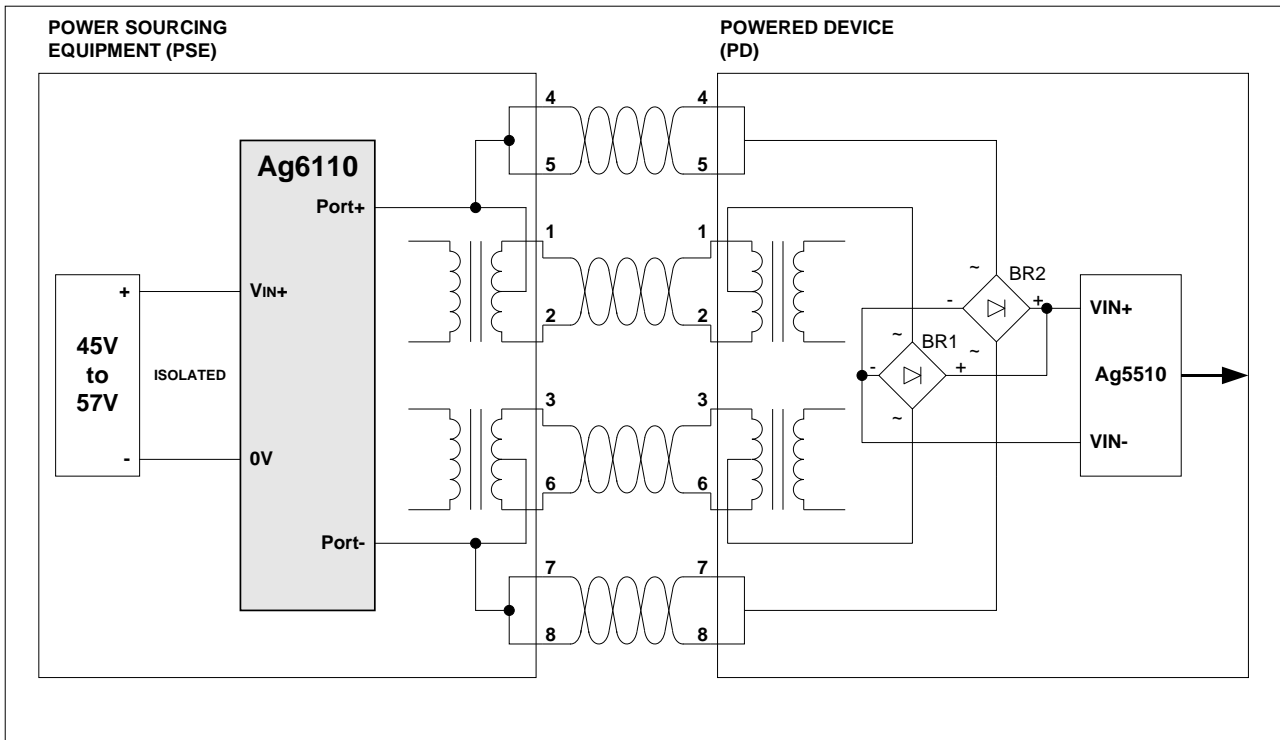 POWER SOURCING
EQUIPMENT (PSE)
POWERED DEVICE
(PD)
4
4
5
5
Ag6110
Port+
1
1
2
2
VIN+
0V
Port-
+
45V
to
57V
-
ISOLATED
3
3
6
6
7
7
8
8
~
BR2
-
+
~
~
BR1
-
+
~
VIN+
Ag5510
VIN-